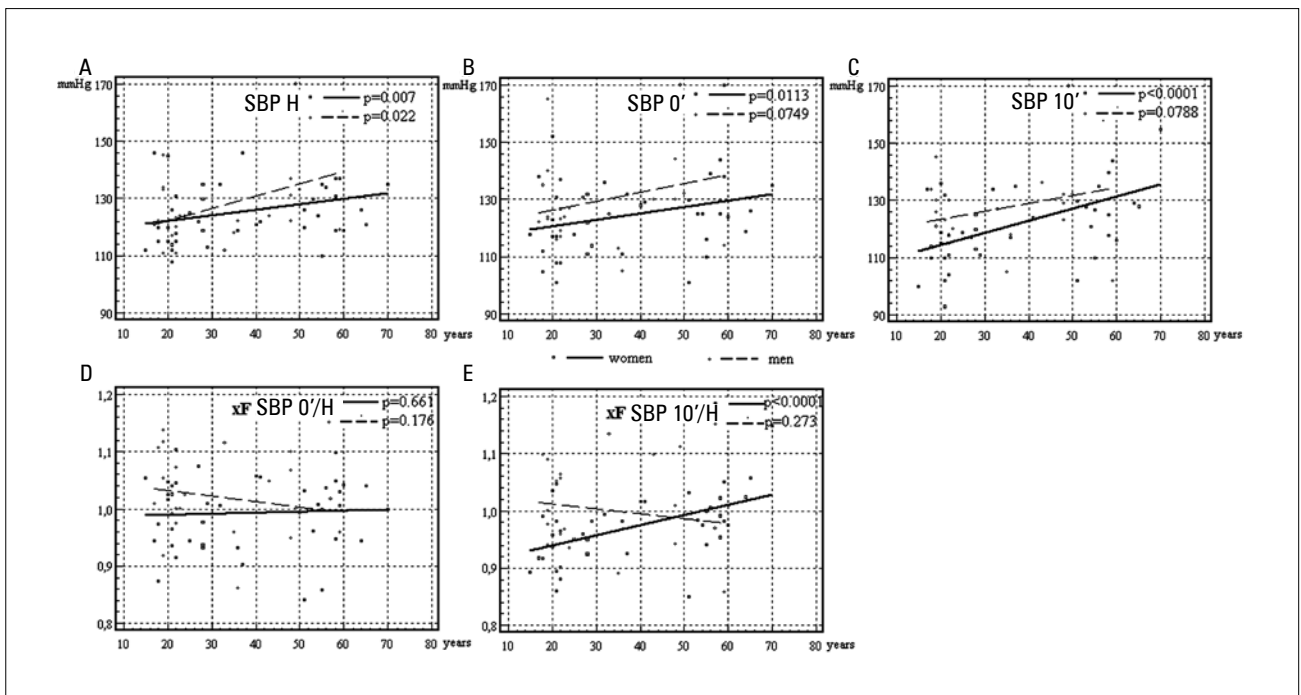 A
mmHg 170
150
130
110
90
10 20 30 40 50 60 70 80 years
SBP H
p=0.007
p=0.022
B
mmHg 170
150
130
110
90
10 20 30 40 50 60 70 80 years
SBP 0′
p=0.0113
p=0.0749
C
mmHg 170
150
130
110
90
10 20 30 40 50 60 70 80 years
SBP 10′
p<0.0001
p=0.0788
women men
D
1,2
1,1
1,0
0,9
0,8
10 20 30 40 50 60 70 80 years
xF SBP 0′/H
p=0.661
p=0.176
E
1,2
1,1
1,0
0,9
0,8
10 20 30 40 50 60 70 80 years
xF SBP 10′/H
p<0.0001
p=0.273